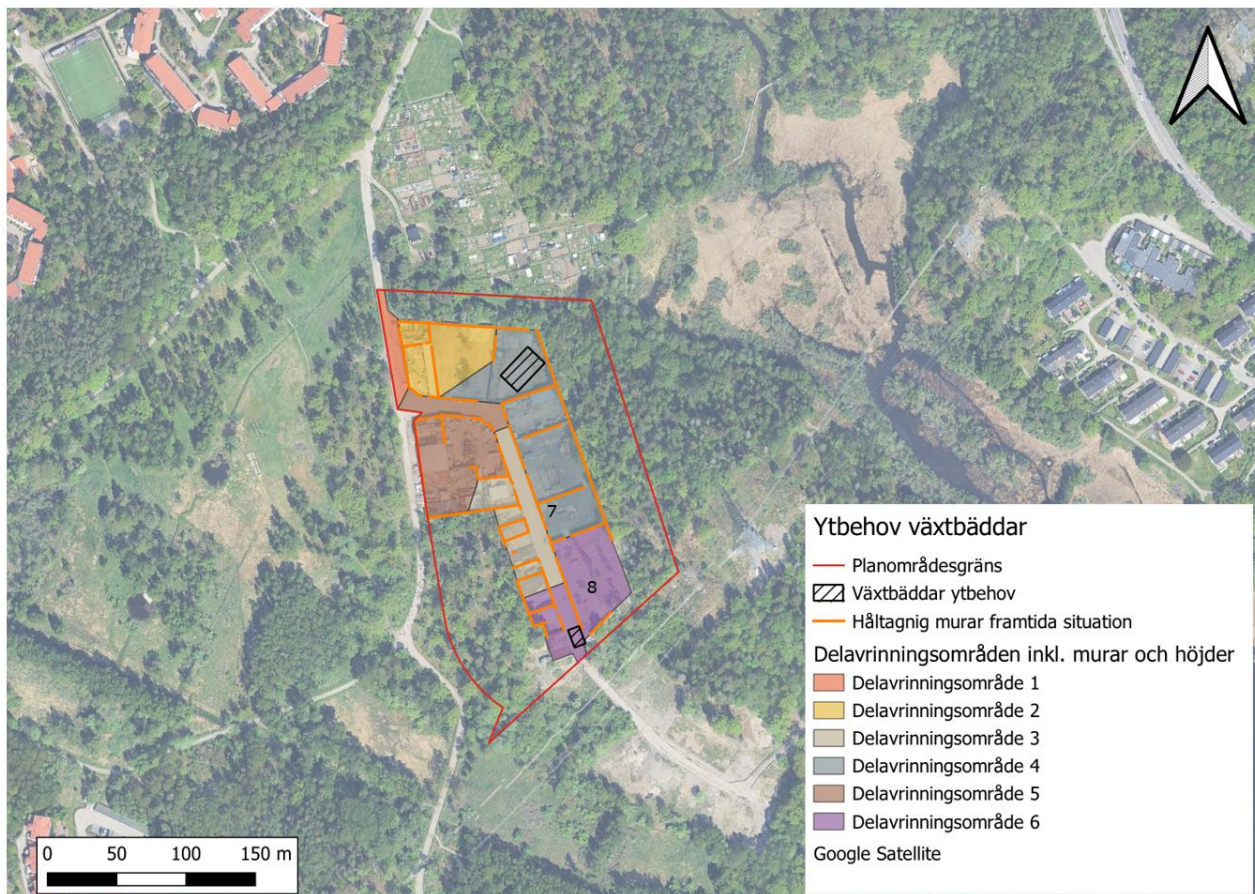 7
8
Ytbehov växtbäddar
Planområdesgräns
Växtbäddar ytbehov
Håltagnig murar framtida situation
Delavrinningsområden inkl. murar och höjder
Delavrinningsområde 1
Delavrinningsområde 2
Delavrinningsområde 3
Delavrinningsområde 4
Delavrinningsområde 5
Delavrinningsområde 6
Google Satellite
0 50 100 150 m